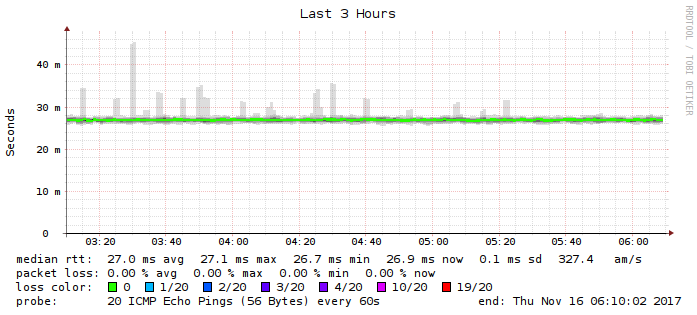 Last 3 Hours
RRDTOOL / TOBI OETIKER
Seconds
40 m
30 m
20 m
10 m
0
03:20 03:40 04:00 04:20 04:40 05:00 05:20 05:40 06:00
median rtt: 27.0 ms avg 27.1 ms max 26.7 ms min 26.9 ms now 0.1 ms sd 327.4 am/s
packet loss: 0.00 % avg 0.00 % max 0.00 % min 0.00 % now
loss color: 0 1/20 2/20 3/20 4/20 10/20 19/20
probe: 20 ICMP Echo Pings (56 Bytes) every 60s end: Thu Nov 16 06:10:02 2017